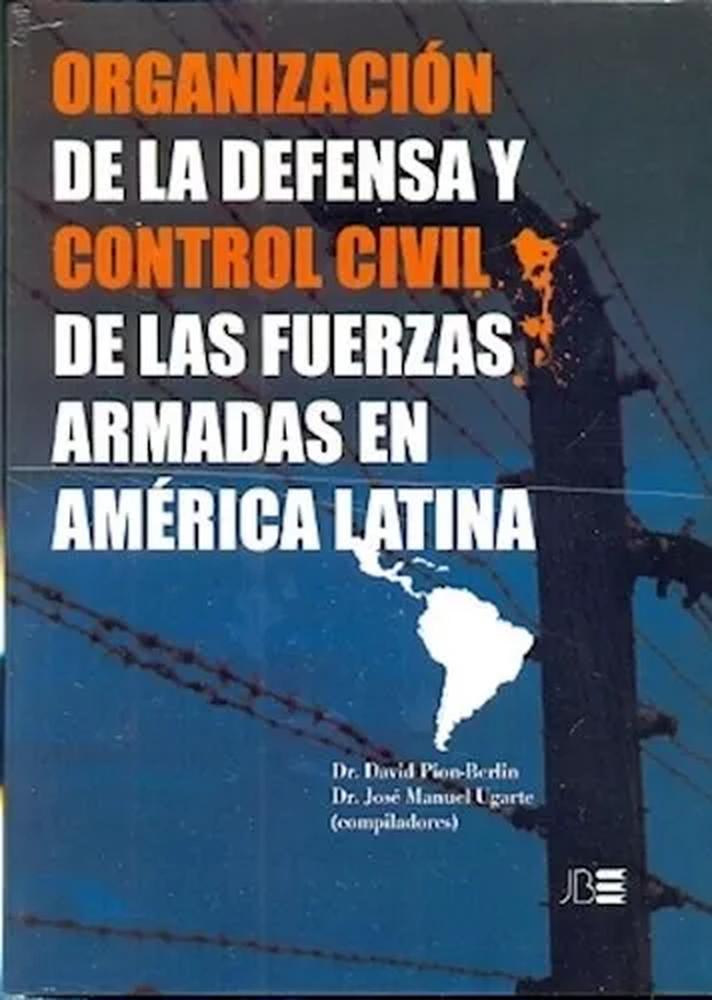 ORGANIZACIÓN
DE LA DEFENSA Y
CONTROL CIVIL
DE LAS FUERZAS
ARMADAS EN
AMÉRICA LATINA
Dr. David Pion-Berlin
Dr. José Manuel Ugarte
(compiladores)
JBE